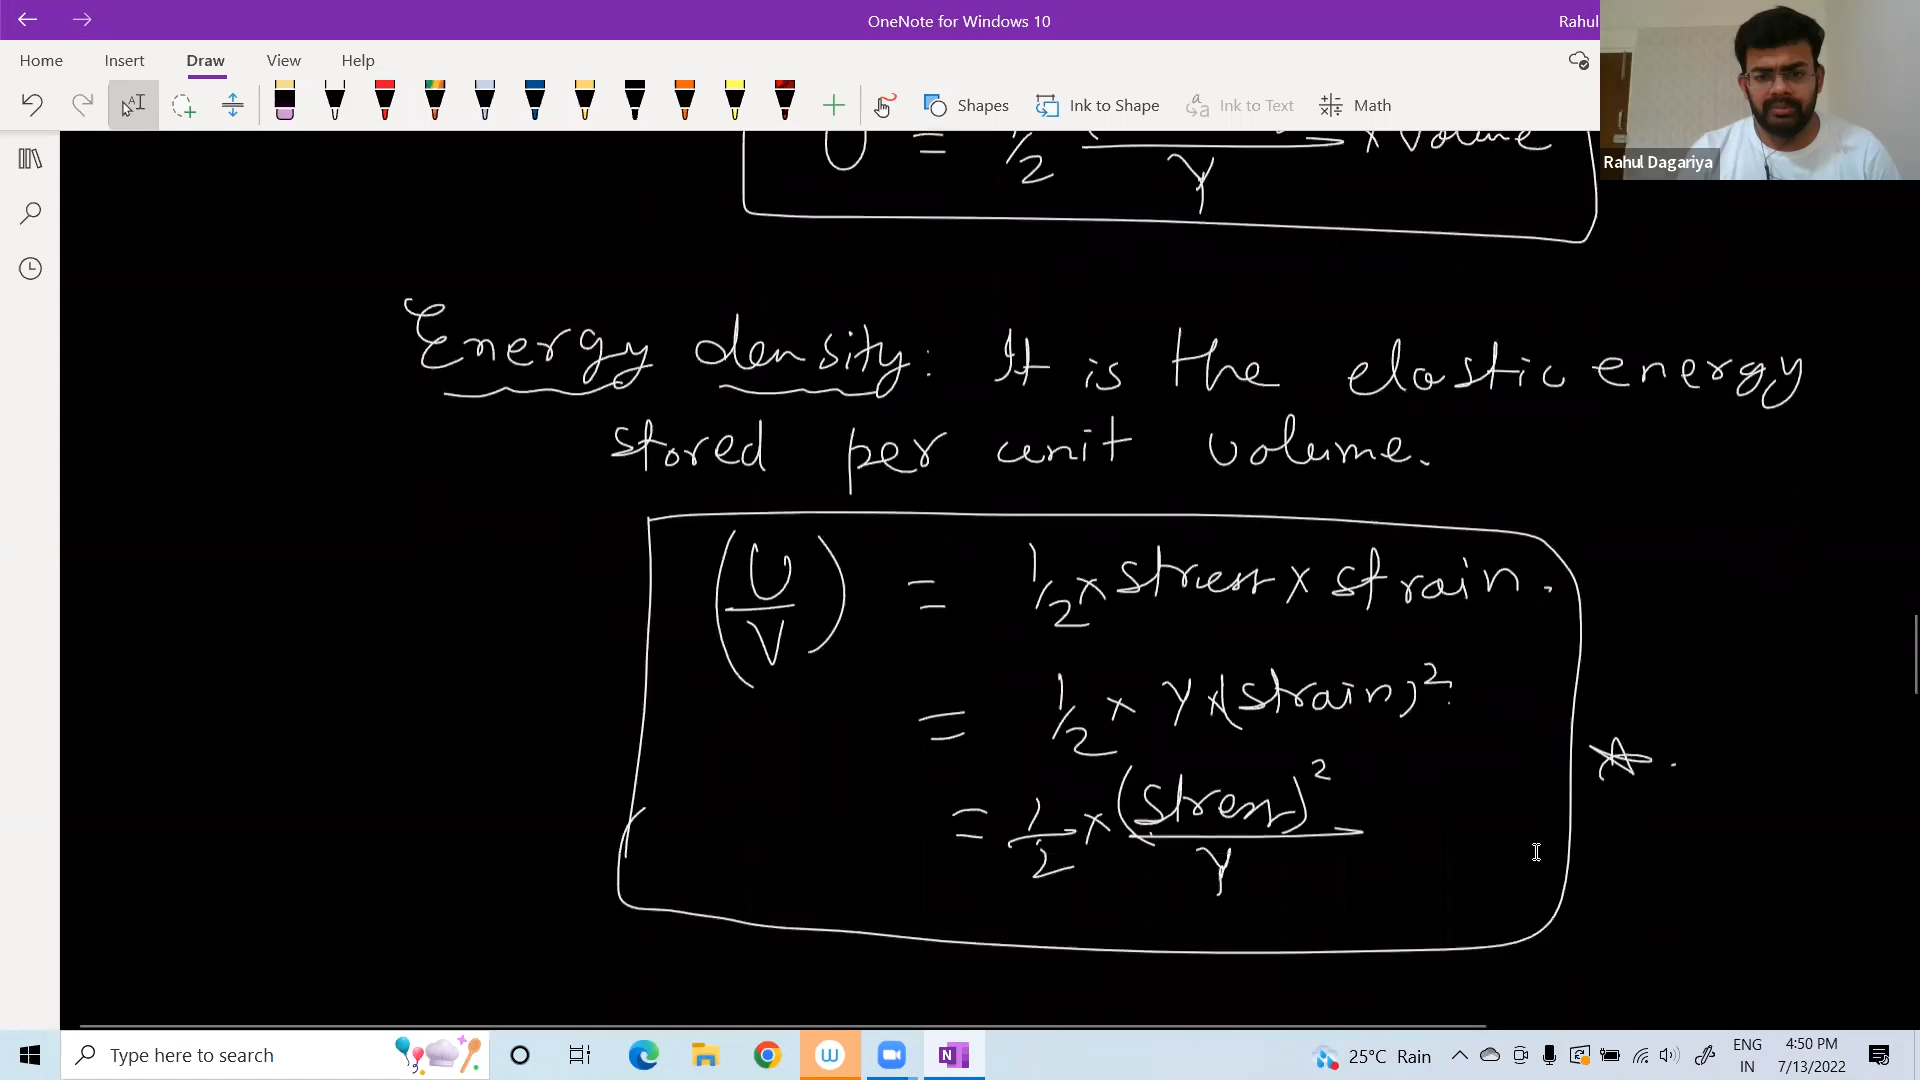 OneNote for Windows 10
Rahul
Home Insert Draw View Help
Shapes Ink to Shape Ink to Text Math
Rahul Dagariya
U = 1/2 Y × Volume
Energy density: It is the elastic energy
stored per unit volume.
(U/V) = 1/2 × stress × strain.
= 1/2 × Y × (strain)²
= 1/2 × (stress)²/Y
Type here to search
25°C Rain
ENG
IN
4:50 PM
7/13/2022